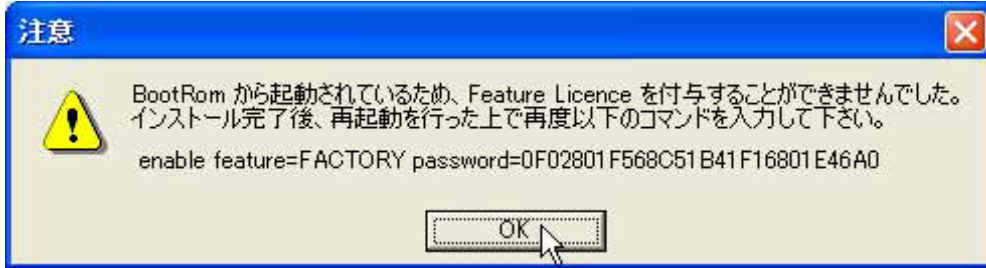 注意
BootRom から起動されているため、Feature Licence を付与することができませんでした。
インストール完了後、再起動を行った上で再度以下のコマンドを入力して下さい。
enable feature=FACTORY password=0F02801F568C51B41F16801E46A0
OK